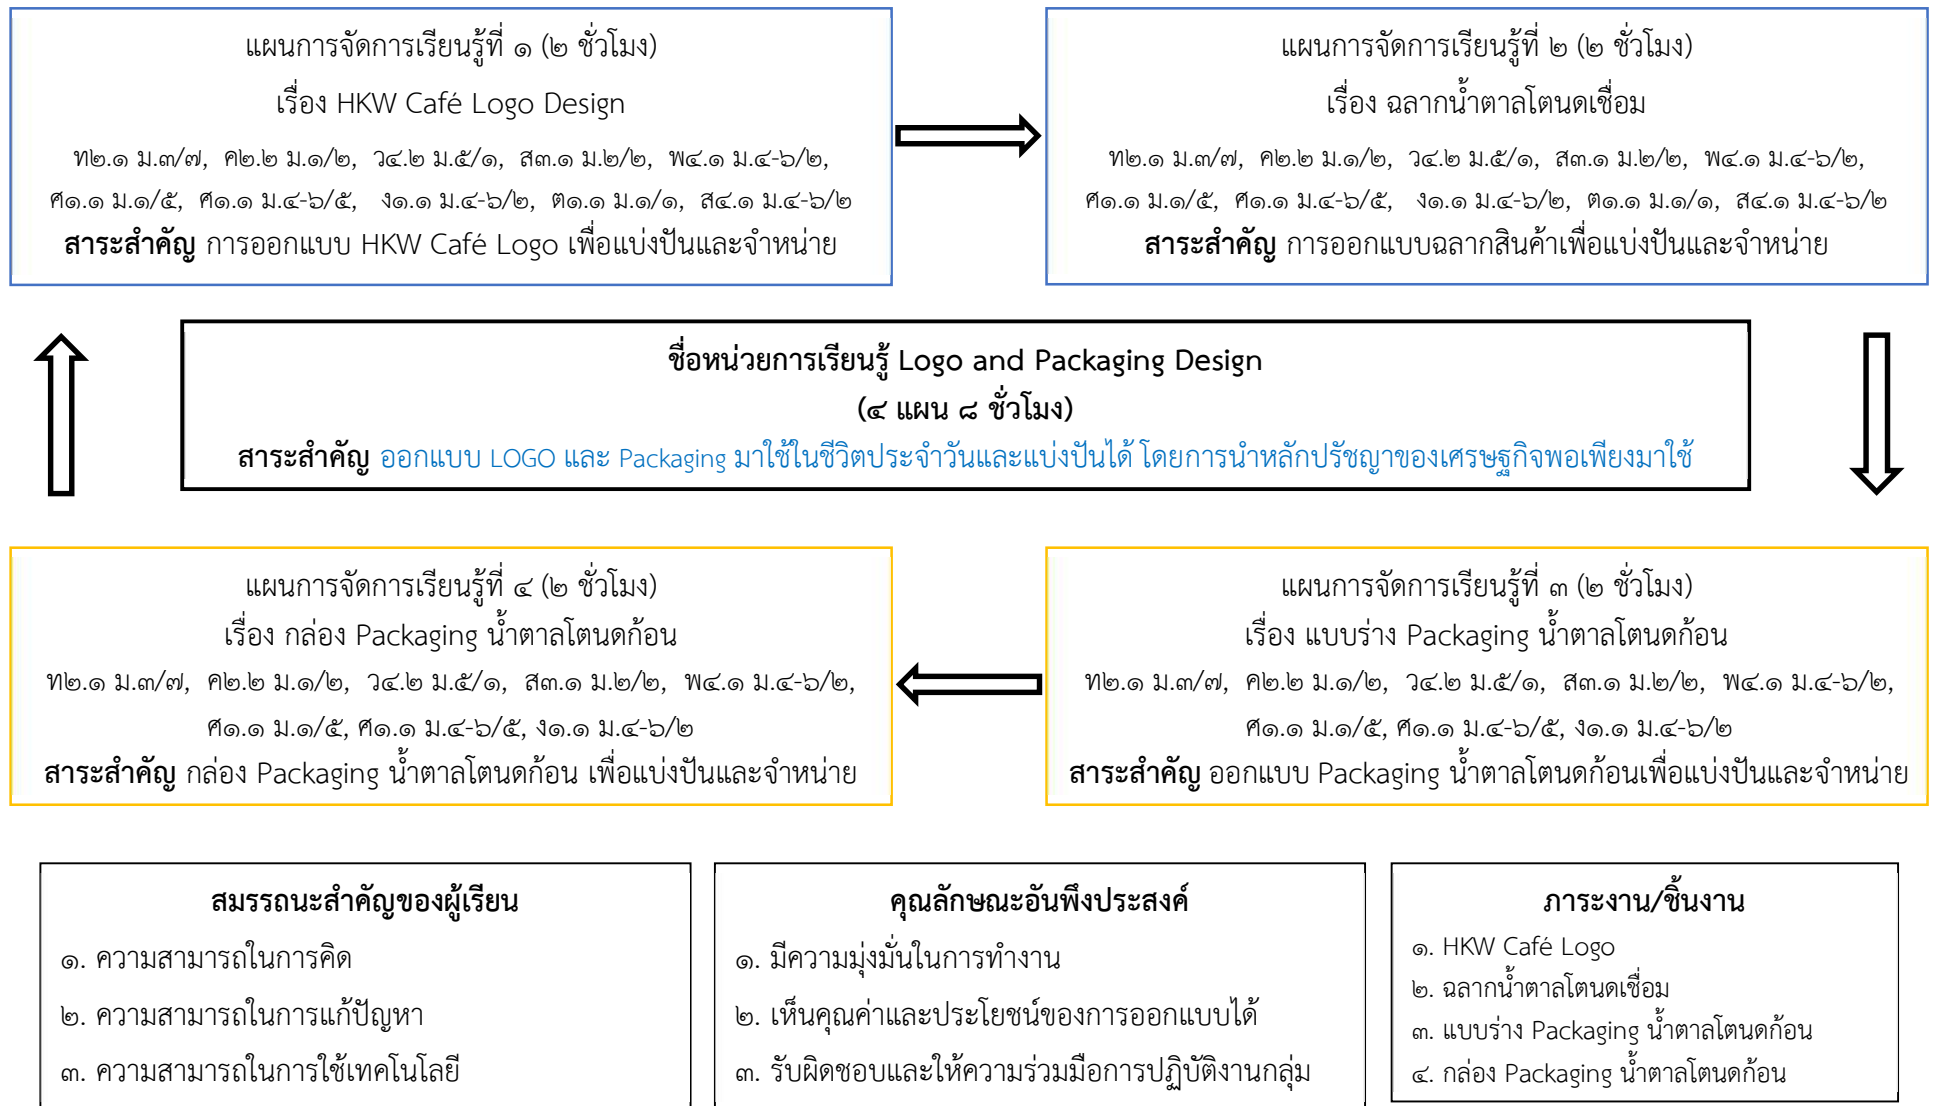 แผนการจัดการเรียนรู้ที่ ๑ (๒ ชั่วโมง)
เรื่อง HKW Café Logo Design
ท๒.๑ ม.๓/๗, ค๒.๒ ม.๑/๒, ว๔.๒ ม.๕/๑, ส๓.๑ ม.๒/๒, พ๔.๑ ม.๔-๖/๒,
ศ๑.๑ ม.๑/๕, ศ๑.๑ ม.๔-๖/๕, ง๑.๑ ม.๔-๖/๒, ต๑.๑ ม.๑/๑, ส๔.๑ ม.๔-๖/๒
สาระสำคัญ การออกแบบ HKW Café Logo เพื่อแบ่งปันและจำหน่าย
แผนการจัดการเรียนรู้ที่ ๒ (๒ ชั่วโมง)
เรื่อง ฉลากน้ำตาลโตนดเชื่อม
ท๒.๑ ม.๓/๗, ค๒.๒ ม.๑/๒, ว๔.๒ ม.๕/๑, ส๓.๑ ม.๒/๒, พ๔.๑ ม.๔-๖/๒,
ศ๑.๑ ม.๑/๕, ศ๑.๑ ม.๔-๖/๕, ง๑.๑ ม.๔-๖/๒, ต๑.๑ ม.๑/๑, ส๔.๑ ม.๔-๖/๒
สาระสำคัญ การออกแบบฉลากสินค้าเพื่อแบ่งปันและจำหน่าย
ชื่อหน่วยการเรียนรู้ Logo and Packaging Design
(๔ แผน ๘ ชั่วโมง)
สาระสำคัญ ออกแบบ LOGO และ Packaging มาใช้ในชีวิตประจำวันและแบ่งปันได้ โดยการนำหลักปรัชญาของเศรษฐกิจพอเพียงมาใช้
แผนการจัดการเรียนรู้ที่ ๔ (๒ ชั่วโมง)
เรื่อง กล่อง Packaging น้ำตาลโตนดก้อน
ท๒.๑ ม.๓/๗, ค๒.๒ ม.๑/๒, ว๔.๒ ม.๕/๑, ส๓.๑ ม.๒/๒, พ๔.๑ ม.๔-๖/๒,
ศ๑.๑ ม.๑/๕, ศ๑.๑ ม.๔-๖/๕, ง๑.๑ ม.๔-๖/๒
สาระสำคัญ กล่อง Packaging น้ำตาลโตนดก้อน เพื่อแบ่งปันและจำหน่าย
แผนการจัดการเรียนรู้ที่ ๓ (๒ ชั่วโมง)
เรื่อง แบบร่าง Packaging น้ำตาลโตนดก้อน
ท๒.๑ ม.๓/๗, ค๒.๒ ม.๑/๒, ว๔.๒ ม.๕/๑, ส๓.๑ ม.๒/๒, พ๔.๑ ม.๔-๖/๒,
ศ๑.๑ ม.๑/๕, ศ๑.๑ ม.๔-๖/๕, ง๑.๑ ม.๔-๖/๒
สาระสำคัญ ออกแบบ Packaging น้ำตาลโตนดก้อนเพื่อแบ่งปันและจำหน่าย
สมรรถนะสำคัญของผู้เรียน
๑. ความสามารถในการคิด
๒. ความสามารถในการแก้ปัญหา
๓. ความสามารถในการใช้เทคโนโลยี
คุณลักษณะอันพึงประสงค์
๑. มีความมุ่งมั่นในการทำงาน
๒. เห็นคุณค่าและประโยชน์ของการออกแบบได้
๓. รับผิดชอบและให้ความร่วมมือการปฏิบัติงานกลุ่ม
ภาระงาน/ชิ้นงาน
๑. HKW Café Logo
๒. ฉลากน้ำตาลโตนดเชื่อม
๓. แบบร่าง Packaging น้ำตาลโตนดก้อน
๔. กล่อง Packaging น้ำตาลโตนดก้อน